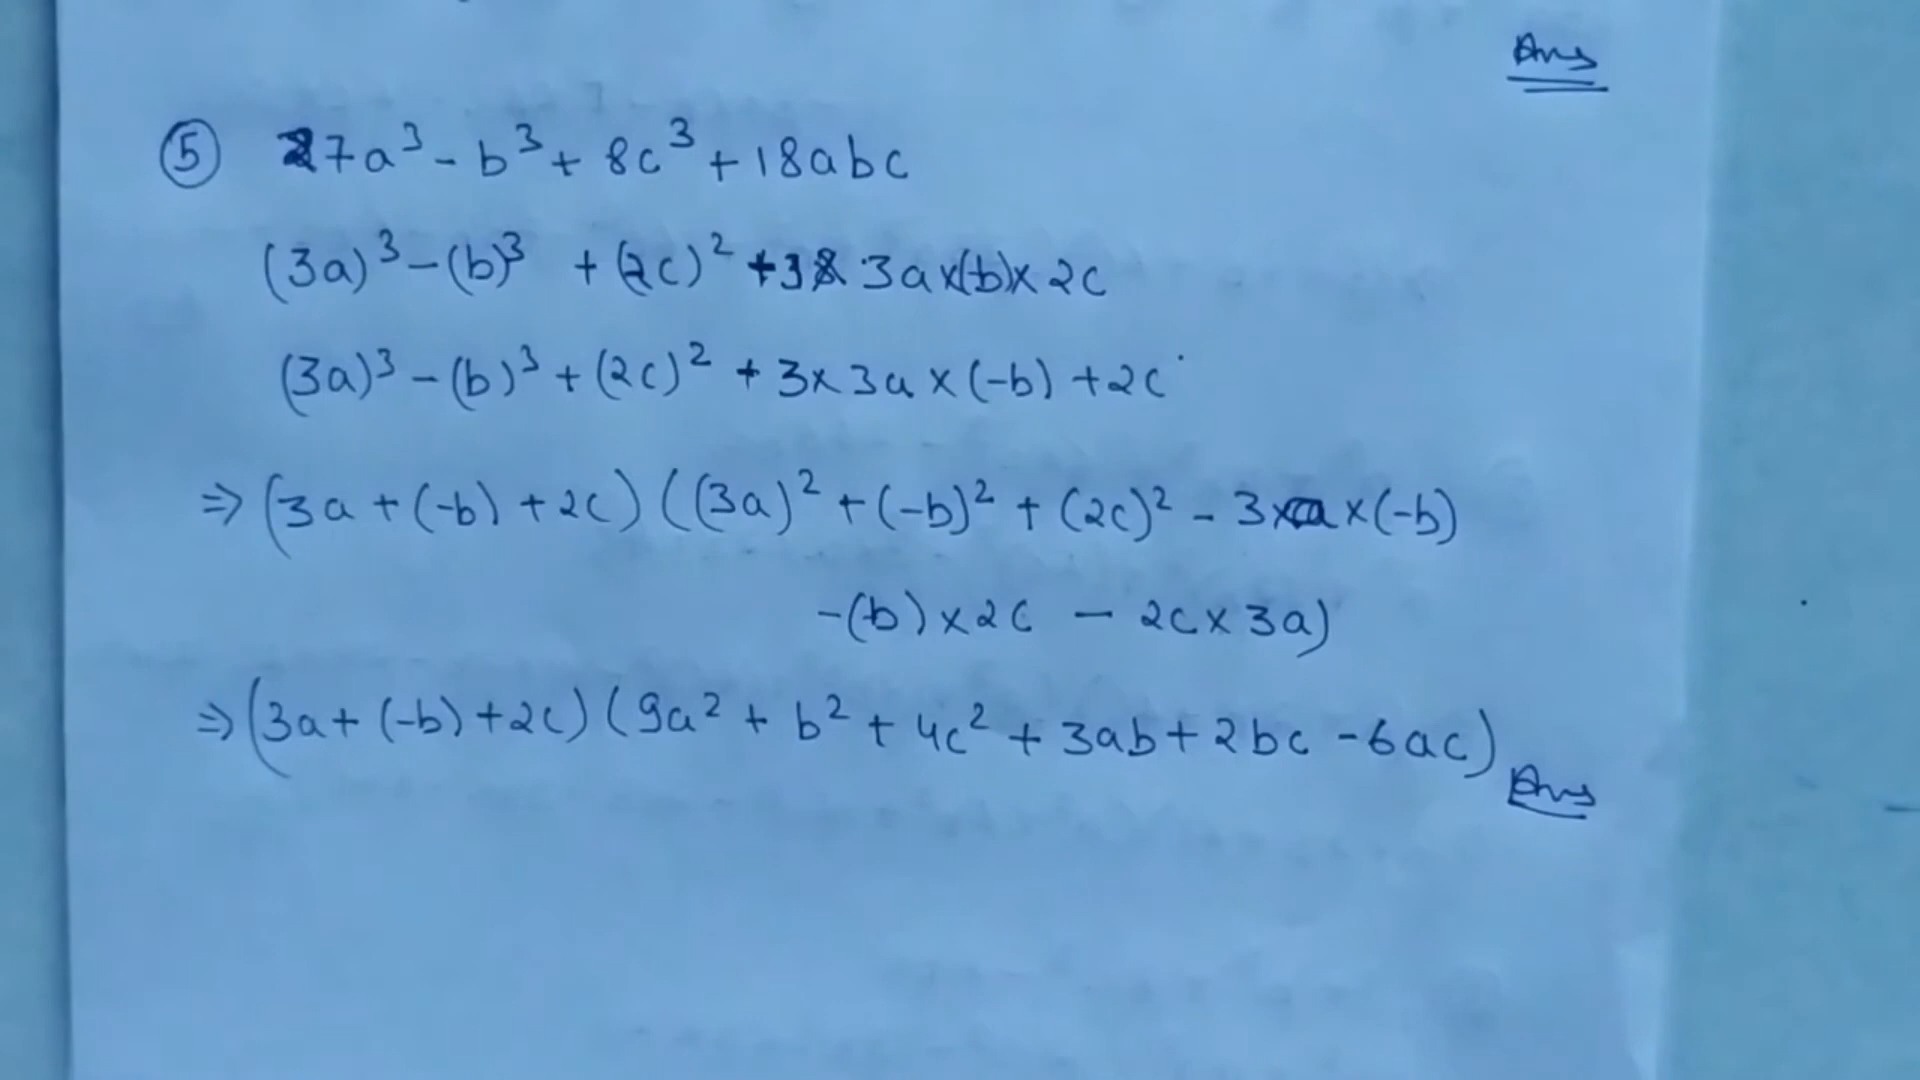 Ans
⑤ 27a³ - b³ + 8c³ + 18abc
(3a)³ - (b)³ + (2c)² + 3 3a x(-b)x 2c
(3a)³ - (b)³ + (2c)² + 3x 3a x (-b) + 2c
⇒ (3a + (-b) + 2c) ((3a)² + (-b)² + (2c)² - 3a x (-b)
-(b) x 2c - 2c x 3a)
⇒ (3a + (-b) + 2c) (9a² + b² + 4c² + 3ab + 2bc - 6ac)
Ans